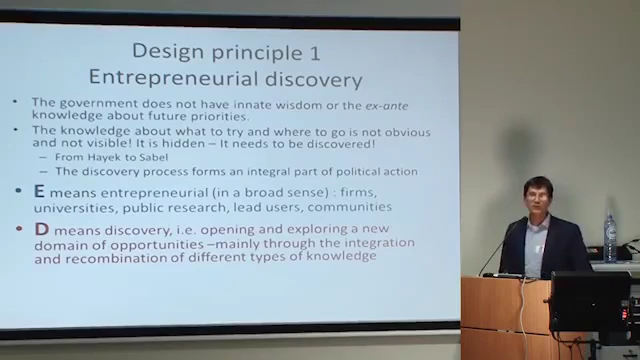 Design principle 1
Entrepreneurial discovery
• The government does not have innate wisdom or the ex-ante
knowledge about future priorities.
• The knowledge about what to try and where to go is not obvious
and not visible! It is hidden – It needs to be discovered!
– From Hayek to Sabel
– The discovery process forms an integral part of political action
• E means entrepreneurial (in a broad sense) : firms,
universities, public research, lead users, communities
• D means discovery, i.e. opening and exploring a new
domain of opportunities –mainly through the integration
and recombination of different types of knowledge